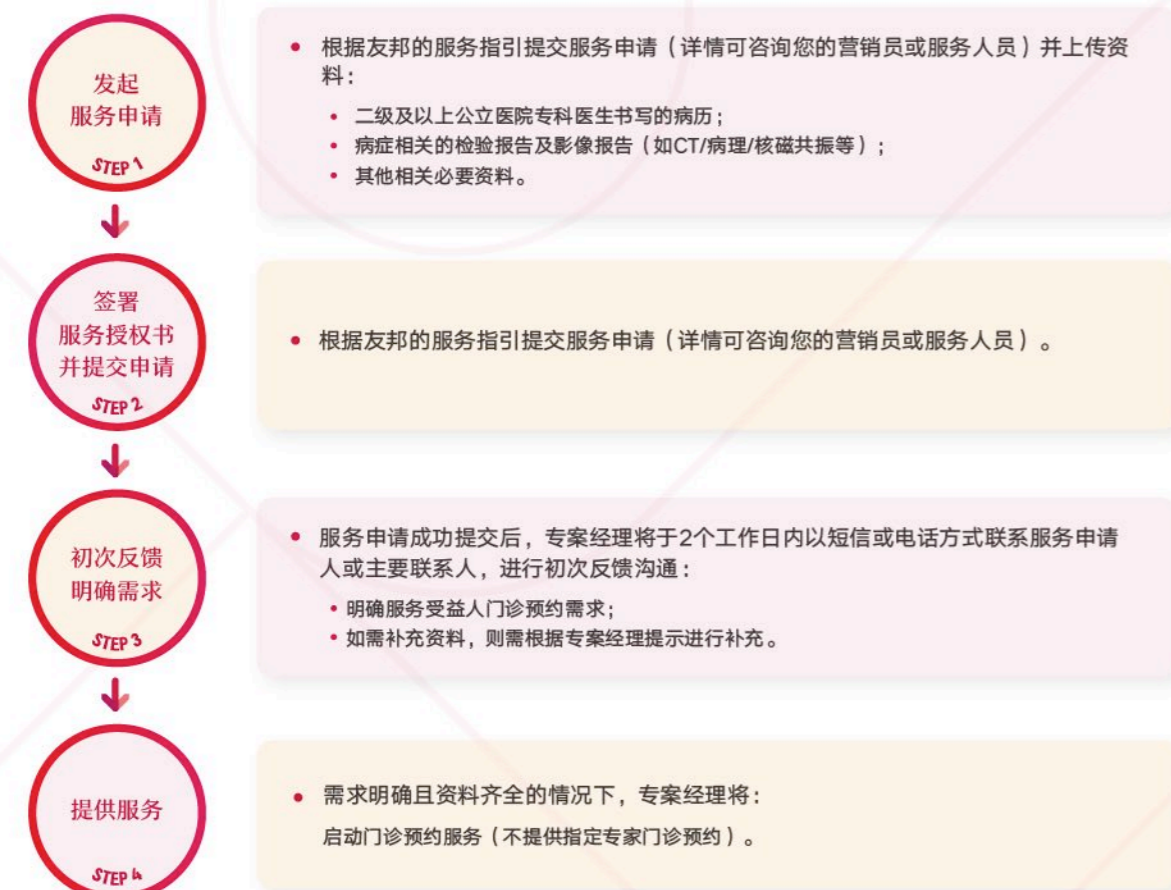 发起
服务申请
STEP 1
• 根据友邦的服务指引提交服务申请（详情可咨询您的营销员或服务人员）并上传资
料：
• 二级及以上公立医院专科医生书写的病历；
• 病症相关的检验报告及影像报告（如CT/病理/核磁共振等）；
• 其他相关必要资料。
签署
服务授权书
并提交申请
STEP 2
• 根据友邦的服务指引提交服务申请（详情可咨询您的营销员或服务人员）。
初次反馈
明确需求
STEP 3
• 服务申请成功提交后，专案经理将于2个工作日内以短信或电话方式联系服务申请
人或主要联系人，进行初次反馈沟通：
• 明确服务受益人门诊预约需求；
• 如需补充资料，则需根据专案经理提示进行补充。
提供服务
STEP 4
• 需求明确且资料齐全的情况下，专案经理将：
启动门诊预约服务（不提供指定专家门诊预约）。